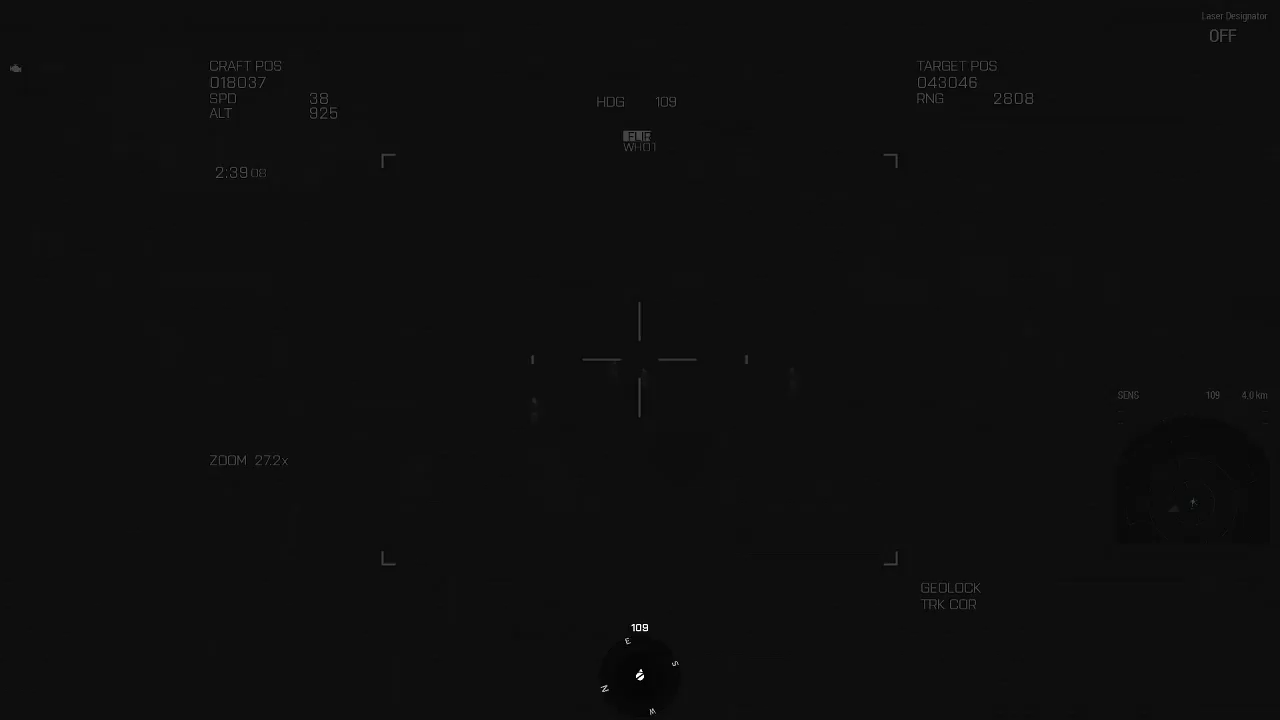 Laser Designator
OFF
CRAFT POS
018037
SPD 38
ALT 925
HDG 109
TARGET POS
043046
RNG 2808
FLIR
WHOT
2:39 08
SENS 109 4,0 km
ZOOM 27.2x
GEOLOCK
TRK COR
109
E
S
N
W